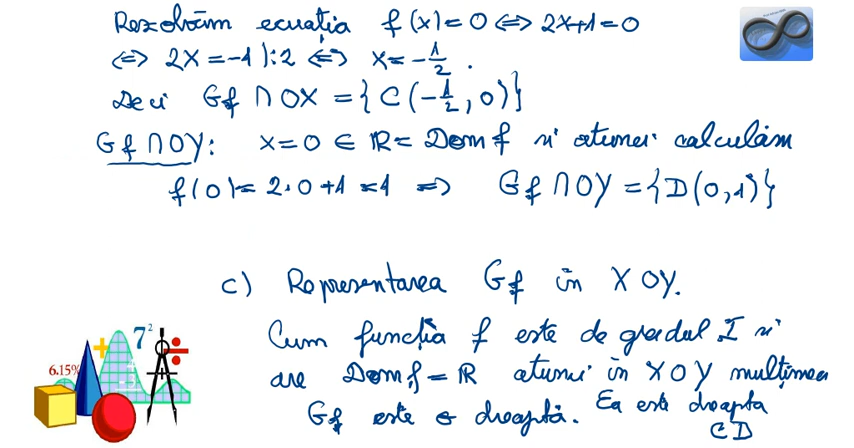 Rezolvăm ecuația f(x)=0 ⇔ 2x+1=0
⇔ 2x=-1 |:2 ⇔ x=-1/2.
Deci Gf ∩ OX = {C(-1/2, 0)}
Gf ∩ OY: x=0 ∈ ℝ = Dom f și atunci calculăm
f(0)=2·0+1=1 ⇒ Gf ∩ OY = {D(0,1)}
c) Reprezentarea Gf în XOY.
Cum funcția f este de gradul I și
are Dom f = ℝ atunci în XOY mulțimea
Gf este o dreaptă. Ea este dreapta
CD
7²
6.15%